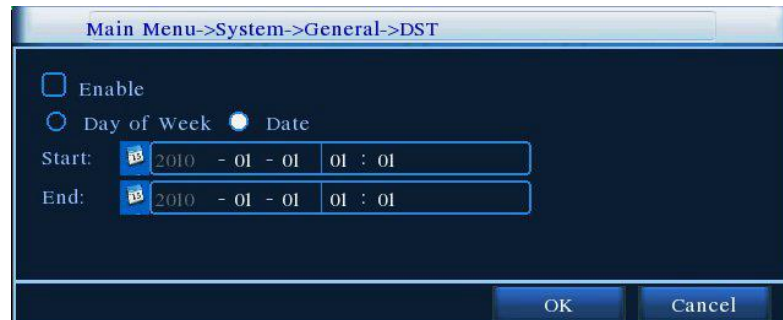 Main Menu->System->General->DST
Enable
Day of Week Date
Start: 2010 - 01 - 01 01 : 01
End: 2010 - 01 - 01 01 : 01
OK Cancel